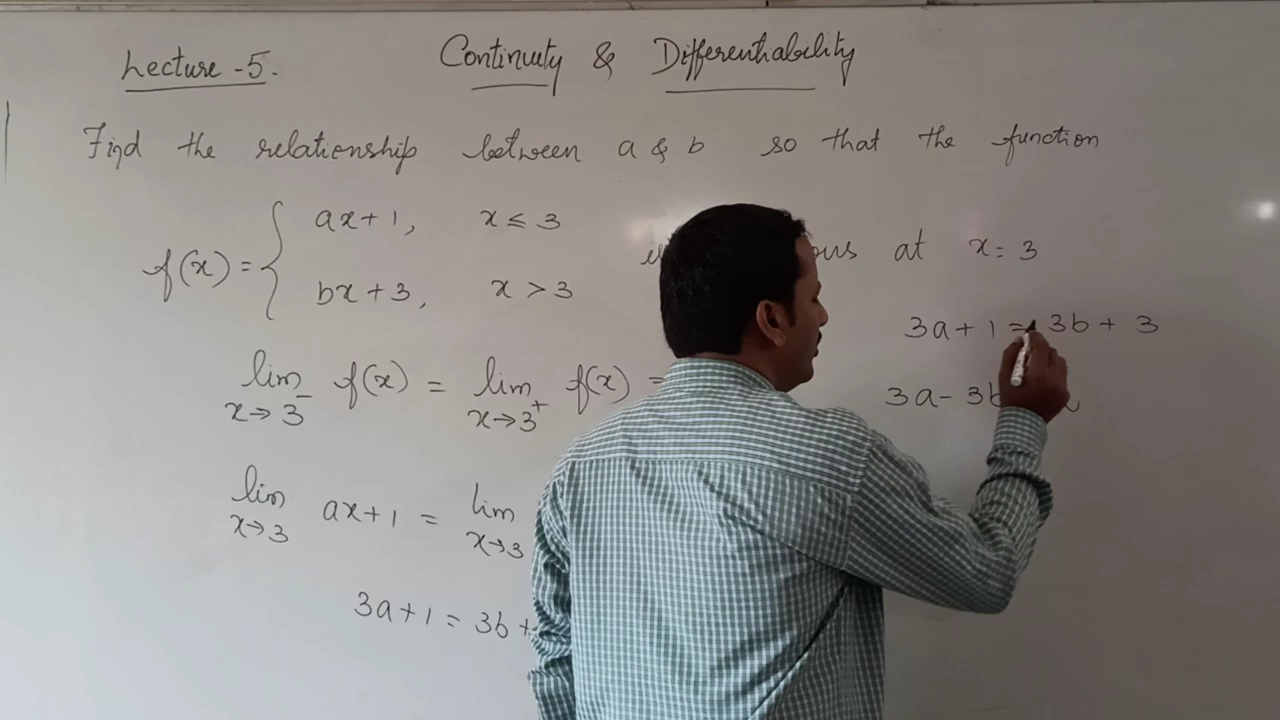 Lecture -5.
Continuity & Differentiability
Find the relationship between a & b so that the function
f(x) = { ax+1, x ≤ 3
bx+3, x > 3
at x = 3
lim x→3⁻ f(x) = lim x→3⁺ f(x) =
lim x→3 ax+1 = lim x→3
3a+1 = 3b+
3a+1 = 3b+3
3a-3b